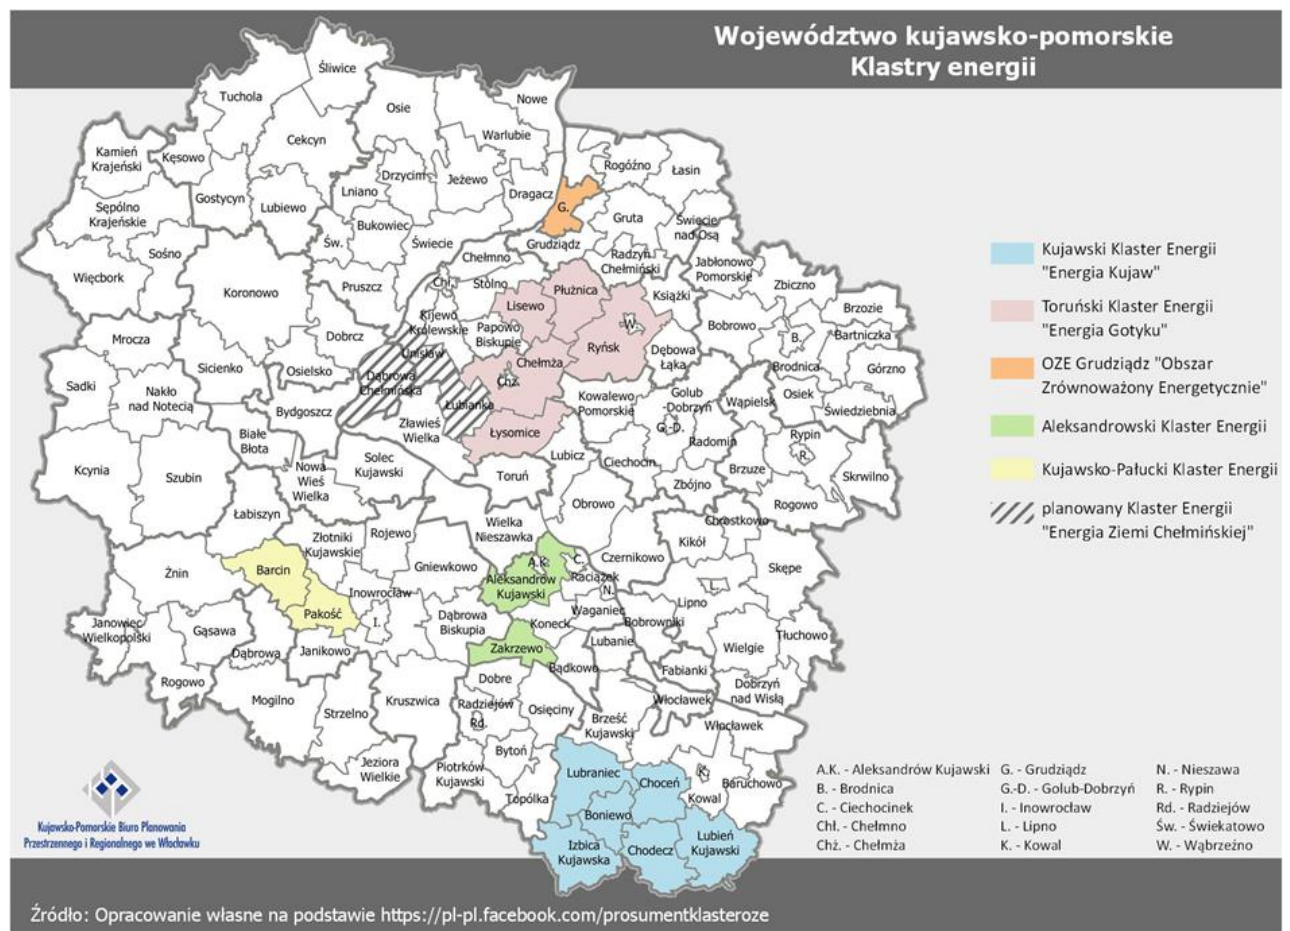 Województwo kujawsko-pomorskie
Klastry energii
Śliwice
Tuchola
Osie
Nowe
Cekcyn
Warlubie
Kamień
Krajeński
Kęsowo
Rogóźno
Łasin
Drzycim
Jeżewo
Lniano
Dragacz
Gostycyn
Lubiewo
Sępólno
Krajeńskie
G.
Gruta
Świecie
nad Osą
Bukowiec
Św.
Świecie
Grudziądz
Sośno
Radzyń
Chełmiński
Chełmno
Jabłonowo
Pomorskie
Więcbork
Koronowo
Pruszcz
Chł.
Stolno
Płużnica
Książki
Zbiczno
Lisewo
Brzozie
Kijewo
Królewskie
Papowo
Biskupie
W.
Bobrowo
Bartniczka
B.
Mrocza
Dobrcz
Unisław
Ryńsk
Dębowa
Łąka
Chełmża
Brodnica
Górzno
Sicienko
Osielsko
Dąbrowa
Chełmińska
Chż.
Sadki
Nakło
nad Notecią
Łubianka
Kowalewo
Pomorskie
Golub
-Dobrzyń
Wąpielsk
Osiek
Świedziebnia
Bydgoszcz
Zławieś
Wielka
Łysomice
G.-D.
Radomin
Rypin
R.
Białe
Błota
Kcynia
Szubin
Nowa
Wieś
Wielka
Solec
Kujawski
Toruń
Lubicz
Ciechocin
Zbójno
Brzuze
Skrwilno
Łabiszyn
Obrowo
Rogowo
Złotniki
Kujawskie
Rojewo
Wielka
Nieszawka
Chrostkowo
Kikół
Żnin
Barcin
Gniewkowo
A.K.
C.
Czernikowo
Skępe
Aleksandrów
Kujawski
Raciążek
N.
L.
Inowrocław
Pakość
I.
Dąbrowa
Biskupia
Waganiec
Lipno
Koneck
Bobrowniki
Janowiec
Wielkopolski
Gąsawa
Tłuchowo
Dąbrowa
Janikowo
Zakrzewo
Lubanie
Wielgie
Bądkowo
Fabianki
Rogowo
Dobre
Dobrzyń
nad Wisłą
Mogilno
Strzelno
Kruszwica
Radziejów
Rd.
Osięciny
Włocławek
Brześć
Kujawski
Włocławek
Bytoń
Jeziora
Wielkie
Piotrków
Kujawski
Topólka
Lubraniec
Choceń
K.
Baruchowo
Kowal
Boniewo
Izbica
Kujawska
Chodecz
Lubień
Kujawski
Kujawski Klaster Energii
"Energia Kujaw"
Toruński Klaster Energii
"Energia Gotyku"
OZE Grudziądz "Obszar
Zrównoważony Energetycznie"
Aleksandrowski Klaster Energii
Kujawsko-Pałucki Klaster Energii
planowany Klaster Energii
"Energia Ziemi Chełmińskiej"
A.K. - Aleksandrów Kujawski
B. - Brodnica
C. - Ciechocinek
Chł. - Chełmno
Chż. - Chełmża
G. - Grudziądz
G.-D. - Golub-Dobrzyń
I. - Inowrocław
L. - Lipno
K. - Kowal
N. - Nieszawa
R. - Rypin
Rd. - Radziejów
Św. - Świekatowo
W. - Wąbrzeźno
Kujawsko-Pomorskie Biuro Planowania
Przestrzennego i Regionalnego we Włocławku
Źródło: Opracowanie własne na podstawie https://pl-pl.facebook.com/prosumentklasteroze